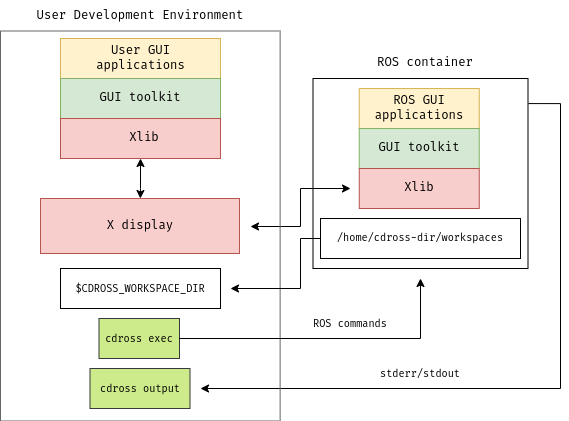 User Development Environment
User GUI
applications
GUI toolkit
Xlib
X display
$CDROSS_WORKSPACE_DIR
cdross exec
cdross output
ROS container
ROS GUI
applications
GUI toolkit
Xlib
/home/cdross-dir/workspaces
ROS commands
stderr/stdout